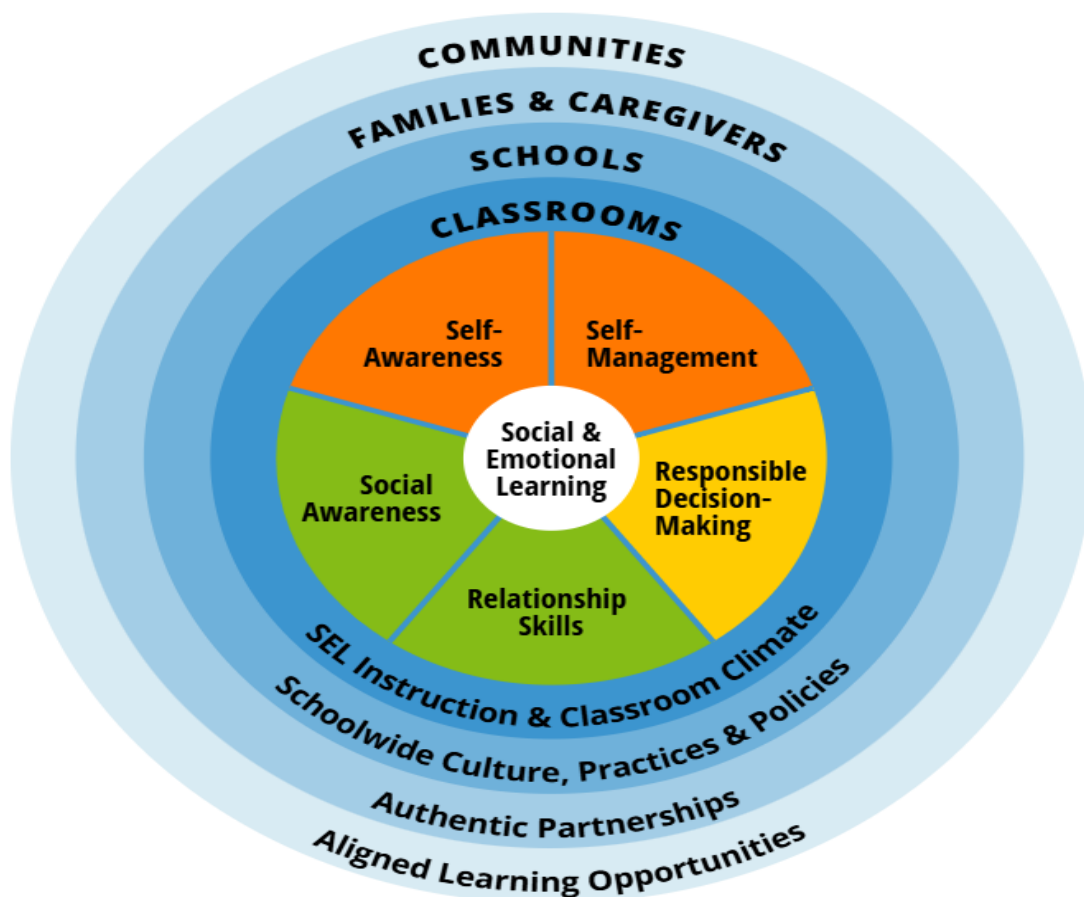 COMMUNITIES
FAMILIES & CAREGIVERS
SCHOOLS
CLASSROOMS
Self-
Awareness
Self-
Management
Social &
Emotional
Learning
Social
Awareness
Responsible
Decision-
Making
Relationship
Skills
SEL Instruction & Classroom Climate
Schoolwide Culture, Practices & Policies
Authentic Partnerships
Aligned Learning Opportunities